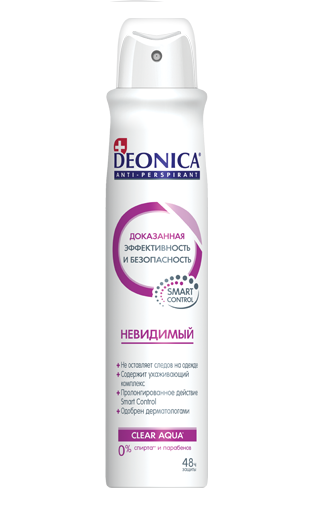 DEONICA®
ANTI-PERSPIRANT
ДОКАЗАННАЯ
ЭФФЕКТИВНОСТЬ
И БЕЗОПАСНОСТЬ
SMART
CONTROL
НЕВИДИМЫЙ
+ Не оставляет следов на одежде
+ Содержит ухаживающий
комплекс
+ Пролонгированное действие
Smart Control
+ Одобрен дерматологами
CLEAR AQUA
0% спирта и парабенов
48ч
защиты